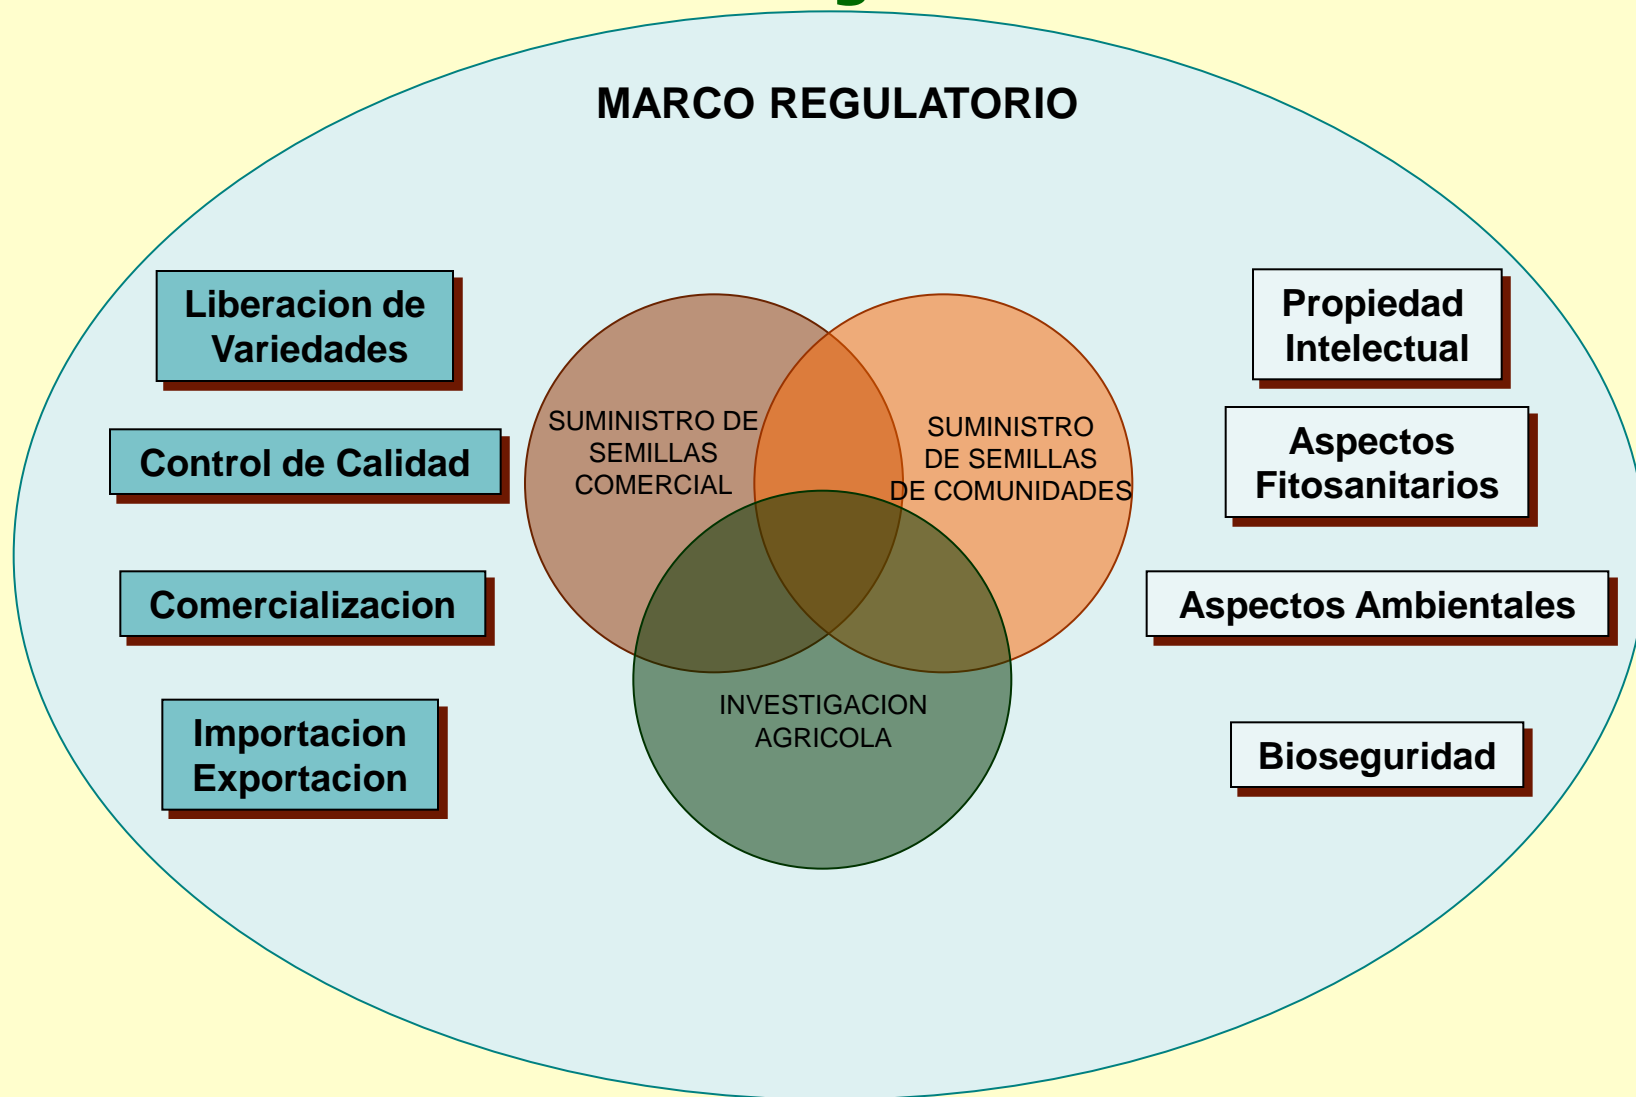 MARCO REGULATORIO
Liberacion de
Variedades
Control de Calidad
Comercializacion
Importacion
Exportacion
SUMINISTRO DE
SEMILLAS
COMERCIAL
SUMINISTRO
DE SEMILLAS
DE COMUNIDADES
INVESTIGACION
AGRICOLA
Propiedad
Intelectual
Aspectos
Fitosanitarios
Aspectos Ambientales
Bioseguridad